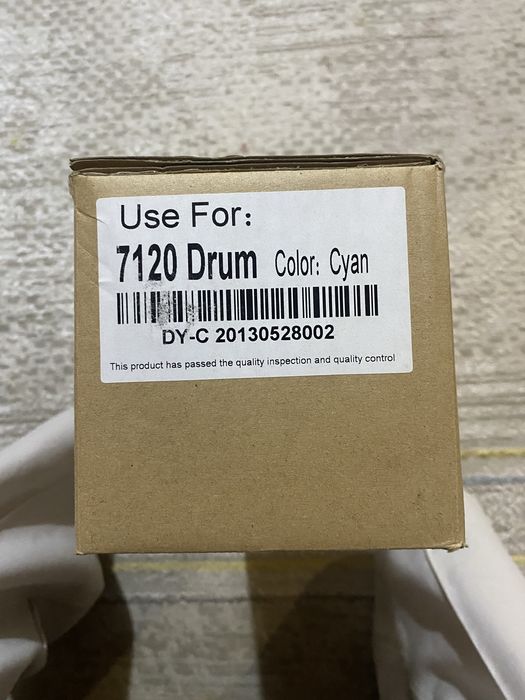 Use For:
7120 Drum Color: Cyan
DY-C 20130528002
This product has passed the quality inspection and quality control